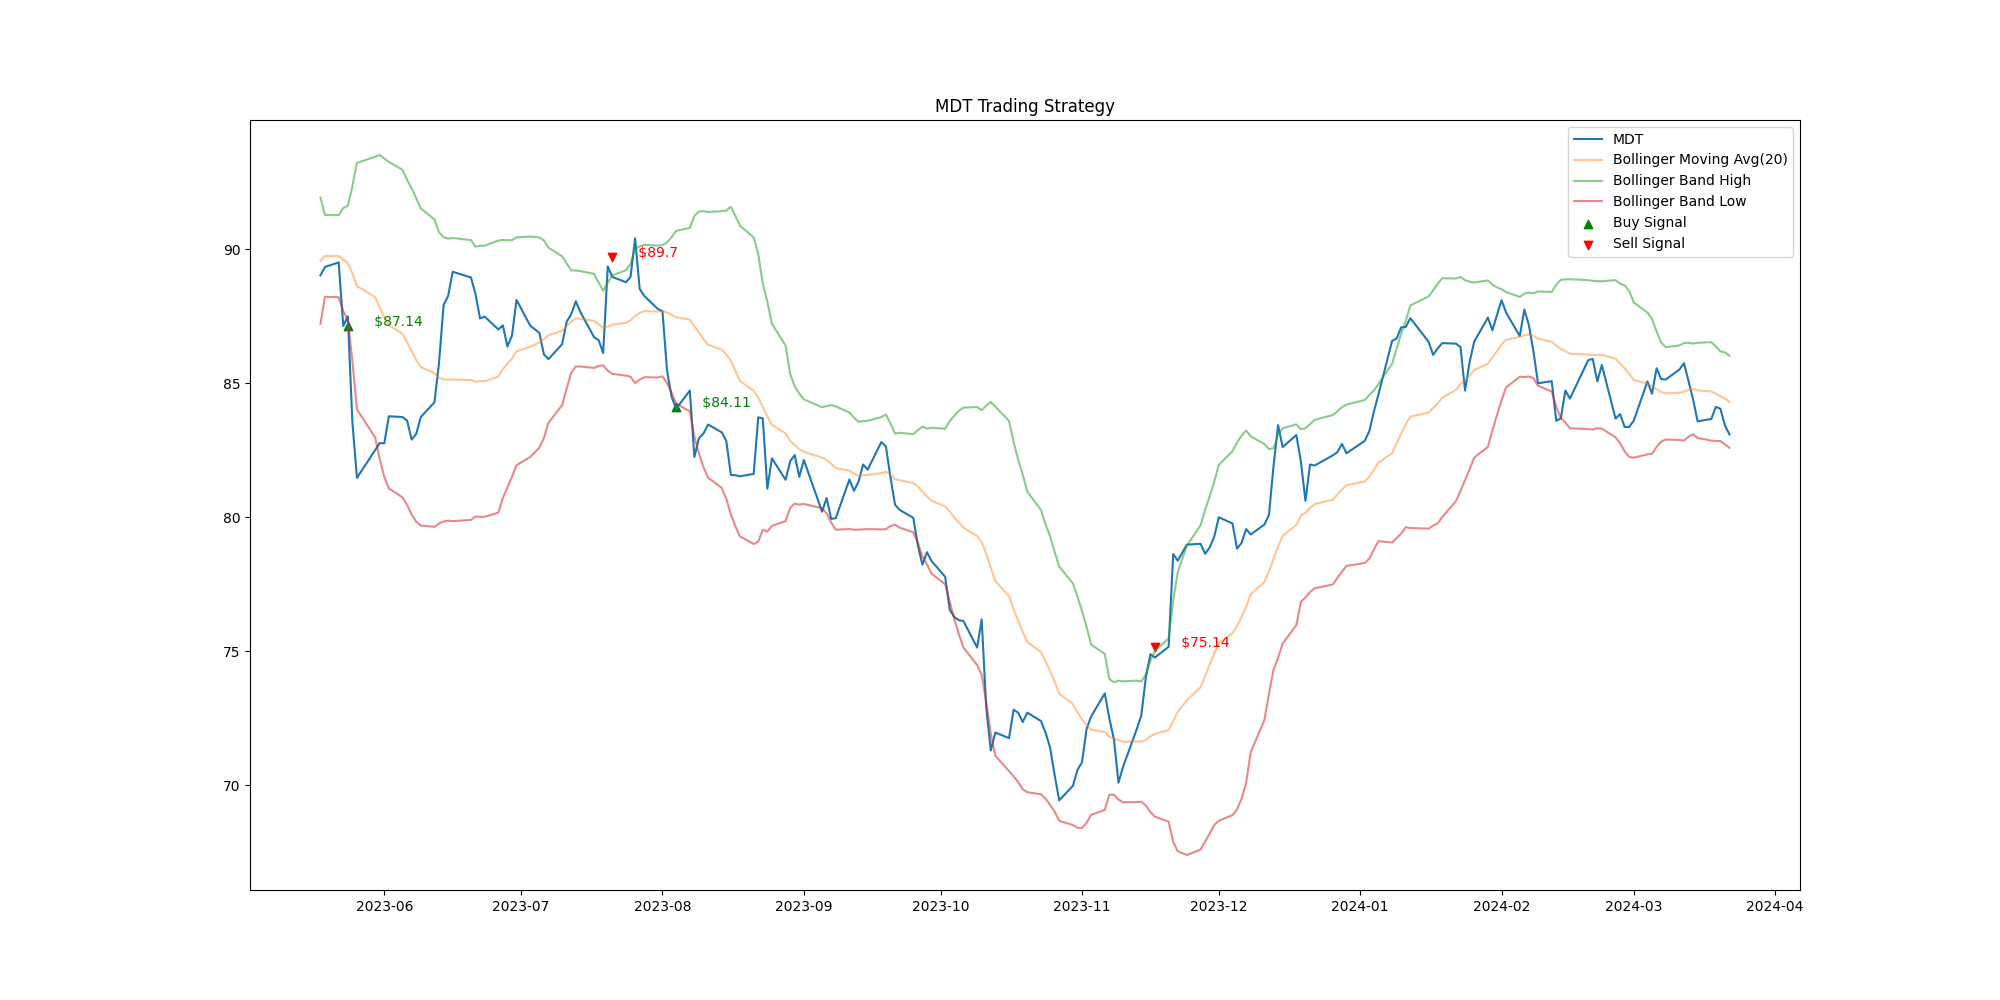 MDT Trading Strategy
MDT
Bollinger Moving Avg(20)
Bollinger Band High
Bollinger Band Low
Buy Signal
Sell Signal
90
85
80
75
70
$89.7
$87.14
$84.11
$75.14
2023-06 2023-07 2023-08 2023-09 2023-10 2023-11 2023-12 2024-01 2024-02 2024-03 2024-04